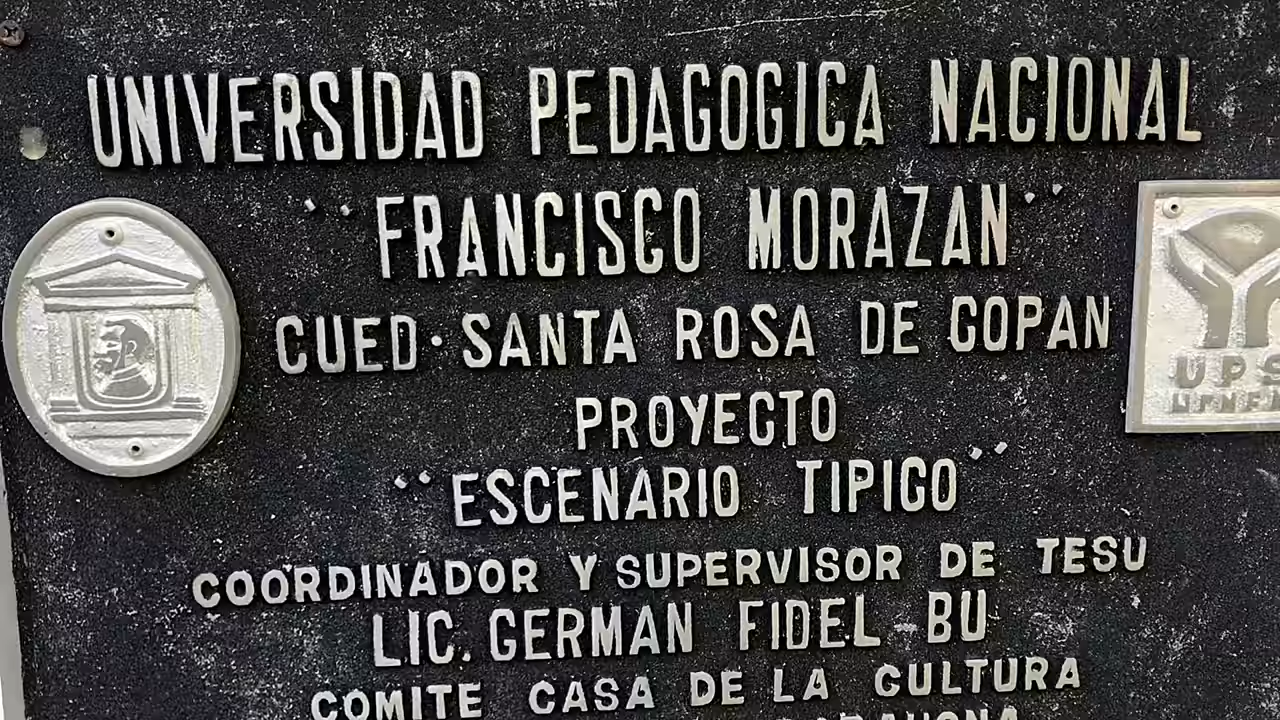 UNIVERSIDAD PEDAGOGICA NACIONAL
"FRANCISCO MORAZAN"
CUED·SANTA ROSA DE COPAN
PROYECTO
"ESCENARIO TIPICO"
COORDINADOR Y SUPERVISOR DE TESU
LIC. GERMAN FIDEL BU
COMITE CASA DE LA CULTURA
UPS